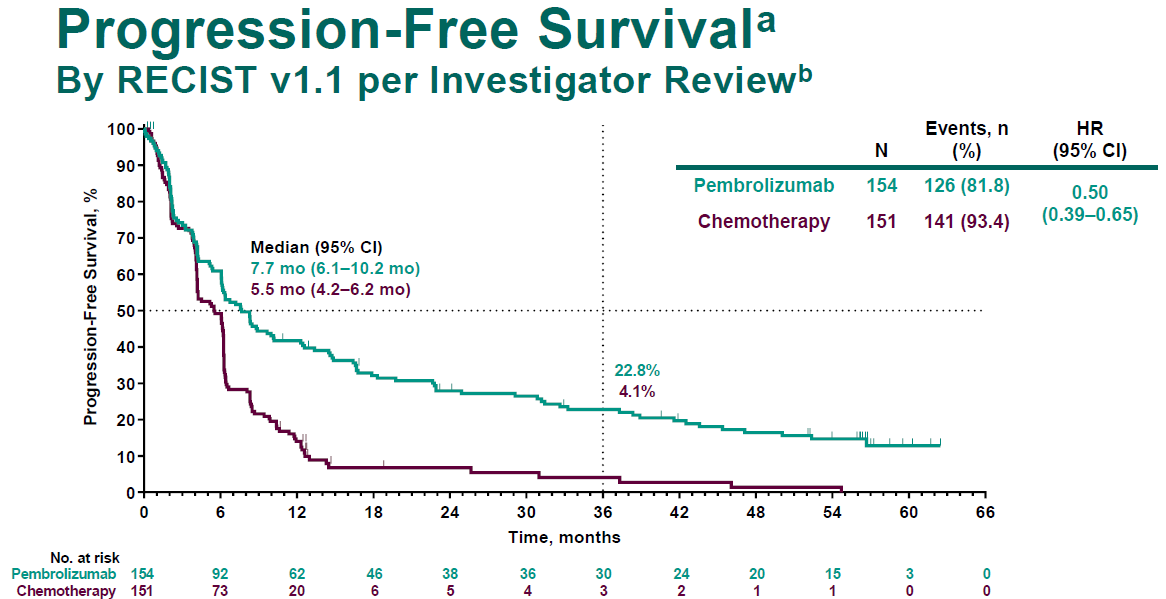 Progression-Free Survivalᵃ
By RECIST v1.1 per Investigator Reviewᵇ
Events, n HR
N (%) (95% CI)
Pembrolizumab 154 126 (81.8) 0.50
(0.39–0.65)
Chemotherapy 151 141 (93.4)
Progression-Free Survival, %
100
90
80
70
60
50
40
30
20
10
0
Median (95% CI)
7.7 mo (6.1–10.2 mo)
5.5 mo (4.2–6.2 mo)
22.8%
4.1%
0 6 12 18 24 30 36 42 48 54 60 66
Time, months
No. at risk
Pembrolizumab 154 92 62 46 38 36 30 24 20 15 3 0
Chemotherapy 151 73 20 6 5 4 3 2 1 1 0 0